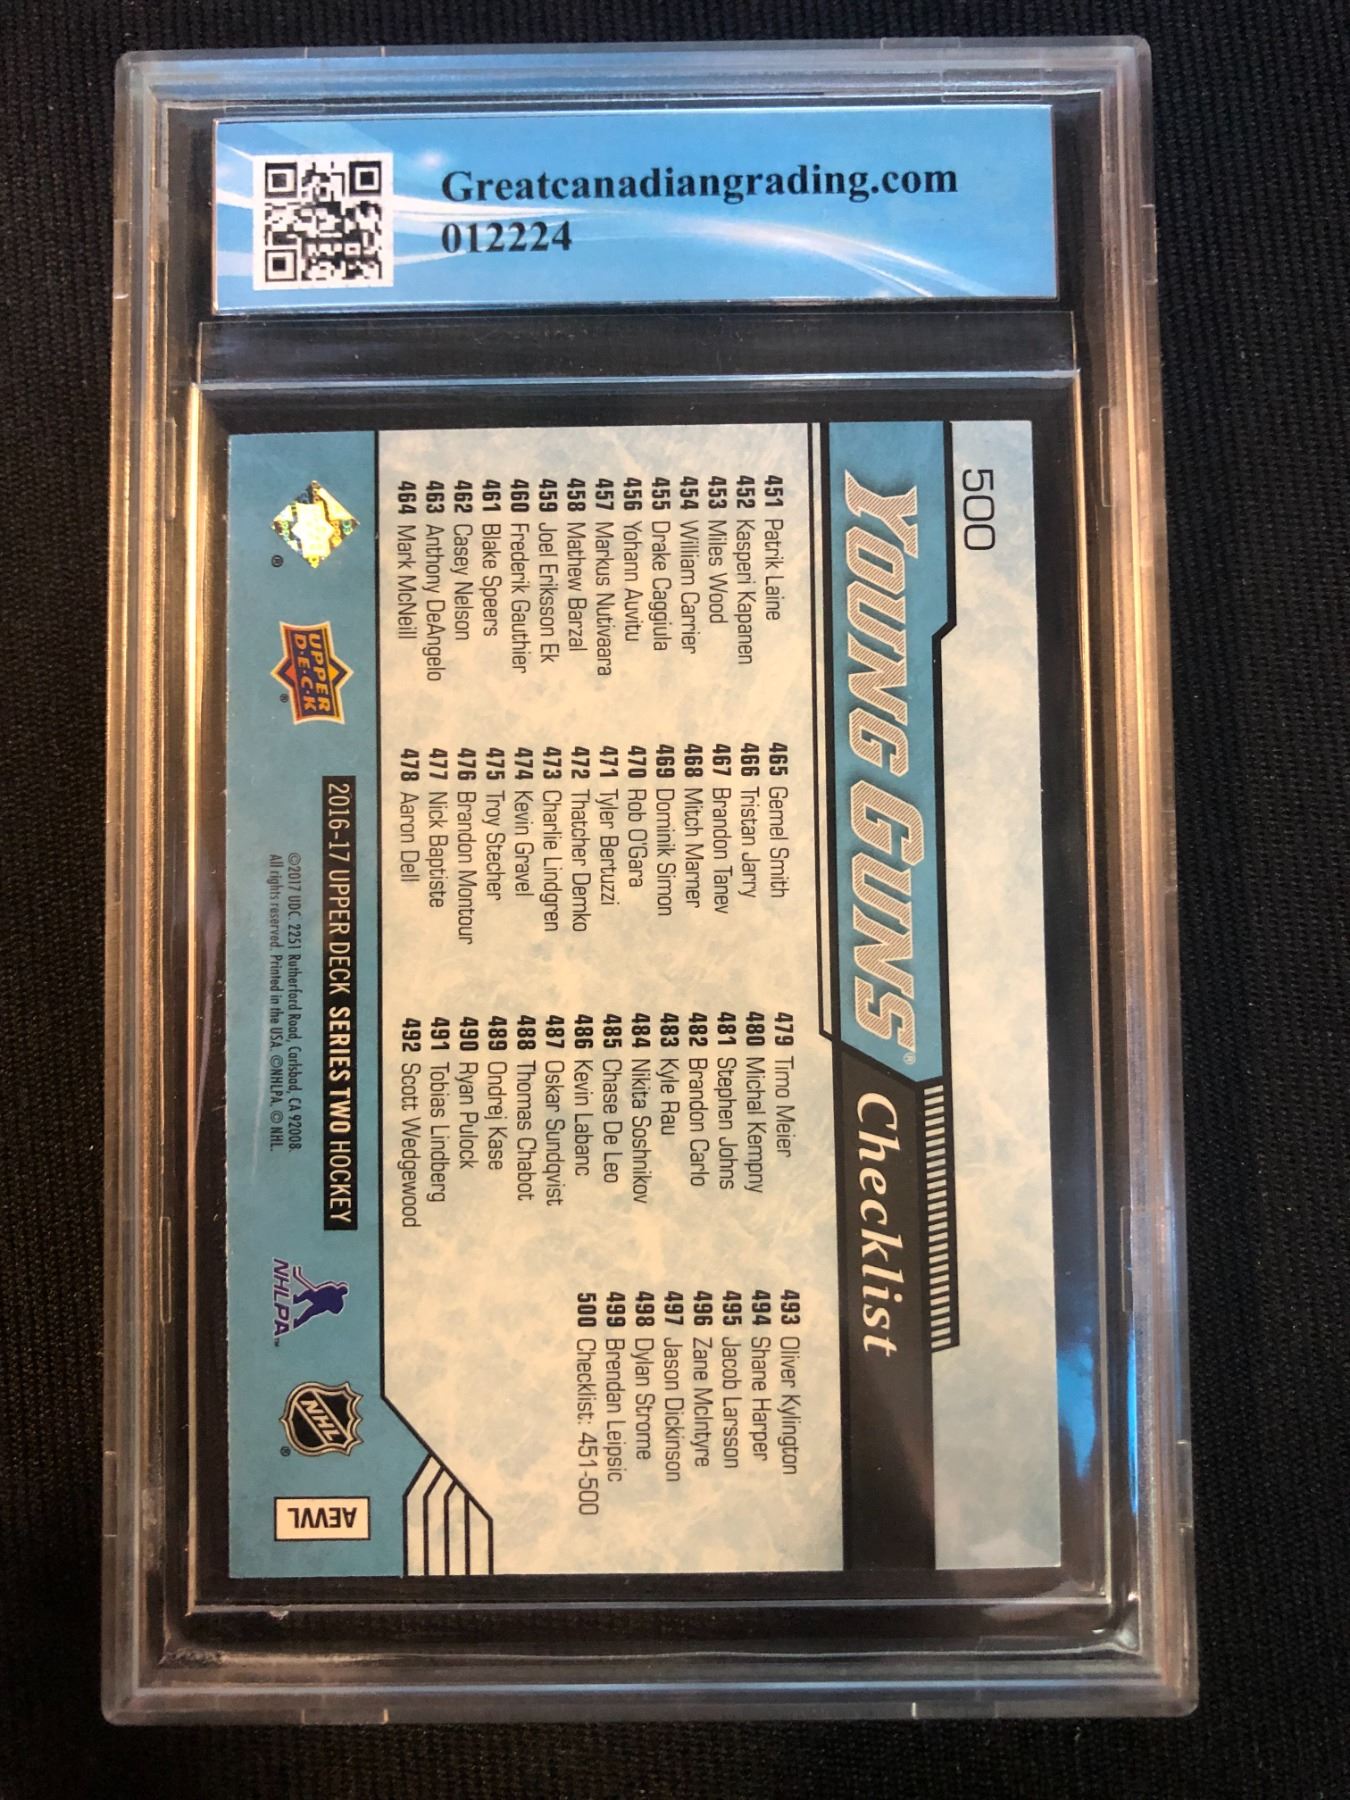 Greatcanadiangrading.com
012224
500
YOUNG GUNS® Checklist
451 Patrik Laine
452 Kasperi Kapanen
453 Miles Wood
454 William Carrier
455 Drake Caggiula
456 Yohann Auvitu
457 Markus Nutivaara
458 Mathew Barzal
459 Joel Eriksson Ek
460 Frederik Gauthier
461 Blake Speers
462 Casey Nelson
463 Anthony DeAngelo
464 Mark McNeill
465 Gemel Smith
466 Tristan Jarry
467 Brandon Tanev
468 Mitch Marner
469 Dominik Simon
470 Rob O'Gara
471 Tyler Bertuzzi
472 Thatcher Demko
473 Charlie Lindgren
474 Kevin Gravel
475 Troy Stecher
476 Brandon Montour
477 Nick Baptiste
478 Aaron Dell
479 Timo Meier
480 Michal Kempny
481 Stephen Johns
482 Brandon Carlo
483 Kyle Rau
484 Nikita Soshnikov
485 Chase De Leo
486 Kevin Labanc
487 Oskar Sundqvist
488 Thomas Chabot
489 Ondrej Kase
490 Ryan Pulock
491 Tobias Lindberg
492 Scott Wedgewood
493 Oliver Kylington
494 Shane Harper
495 Jacob Larsson
496 Zane McIntyre
497 Jason Dickinson
498 Dylan Strome
499 Brendan Leipsic
500 Checklist: 451-500
®
UPPER
D·E·C·K
®
2016-17 UPPER DECK SERIES TWO HOCKEY
©2017 UDC. 2251 Rutherford Road, Carlsbad, CA 92008.
All rights reserved. Printed in the USA. ©NHLPA. © NHL.
NHLPA™
NHL
®
AEVVL